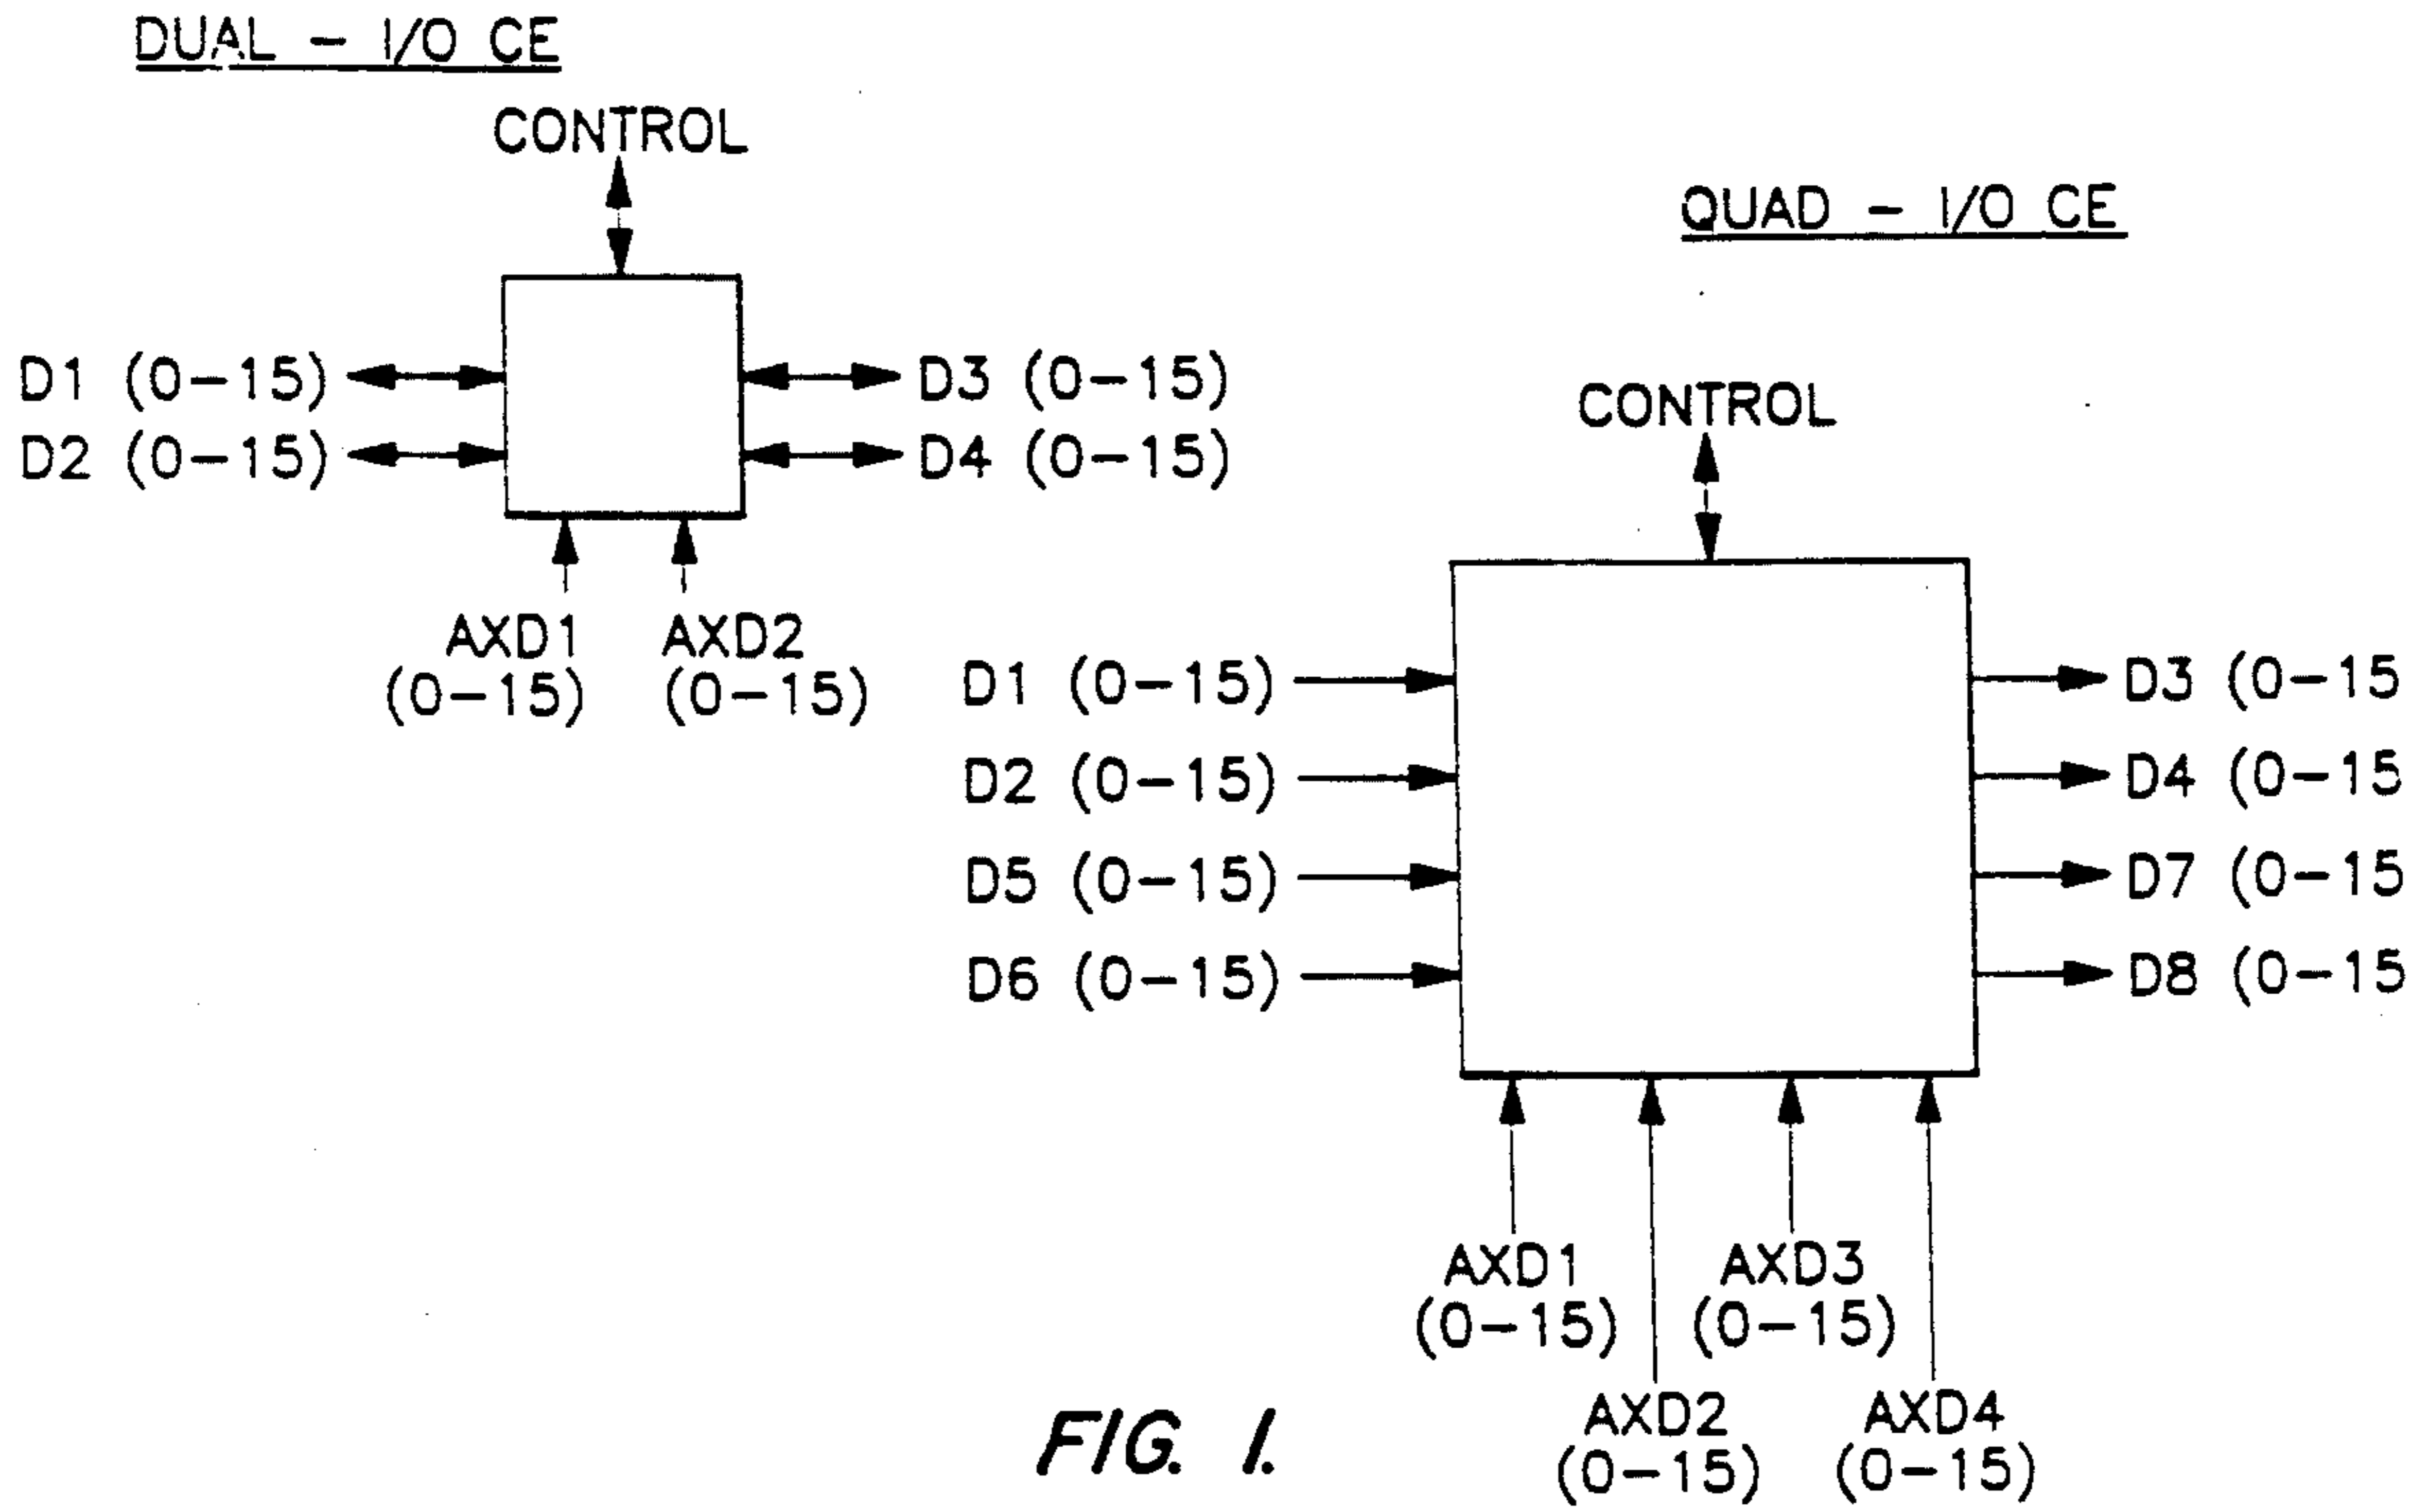 DUAL - I/O CE
CONTROL
D1 (0-15)
D3 (0-15)
D2 (0-15)
D4 (0-15)
AXD1
(0-15)
AXD2
(0-15)
QUAD - I/O CE
CONTROL
D1 (0-15)
D3 (0-15
D2 (0-15)
D4 (0-15
D5 (0-15)
D7 (0-15
D6 (0-15)
D8 (0-15
AXD1
(0-15)
AXD3
(0-15)
AXD2
(0-15)
AXD4
(0-15)
FIG. 1.